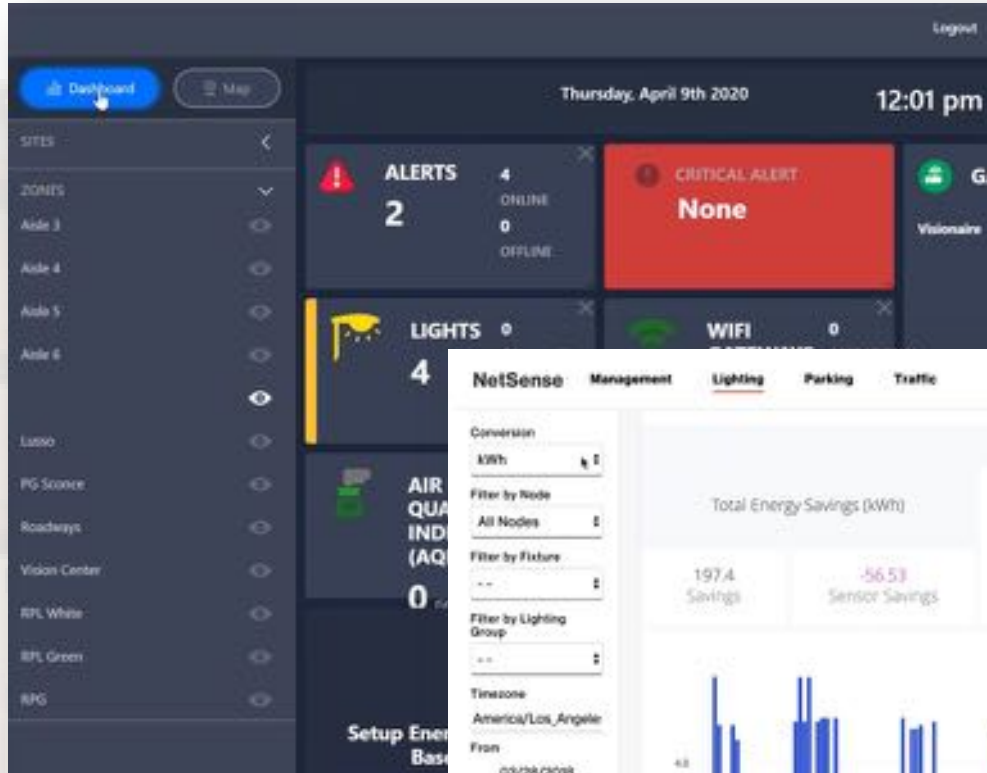 Logout
Dashboard
Map
Thursday, April 9th 2020
12:01 pm
SITES
ZONES
Aisle 3
Aisle 4
Aisle 5
Aisle 6
Lusso
PG Sconce
Roadways
Vision Center
RPL White
RPL Green
RPG
ALERTS
2
4
ONLINE
0
OFFLINE
CRITICAL ALERT
None
G
Visionaire
LIGHTS
4
0
WIFI
0
AIR
QUA
IND
(AQ
0
Setup Ener
Bas
NetSense
Management
Lighting
Parking
Traffic
Conversion
kWh
Filter by Node
All Nodes
Filter by Fixture
- -
Filter by Lighting
Group
- -
Timezone
America/Los_Angele
From
Total Energy Savings (kWh)
197.4
Savings
-56.53
Sensor Savings
4.8